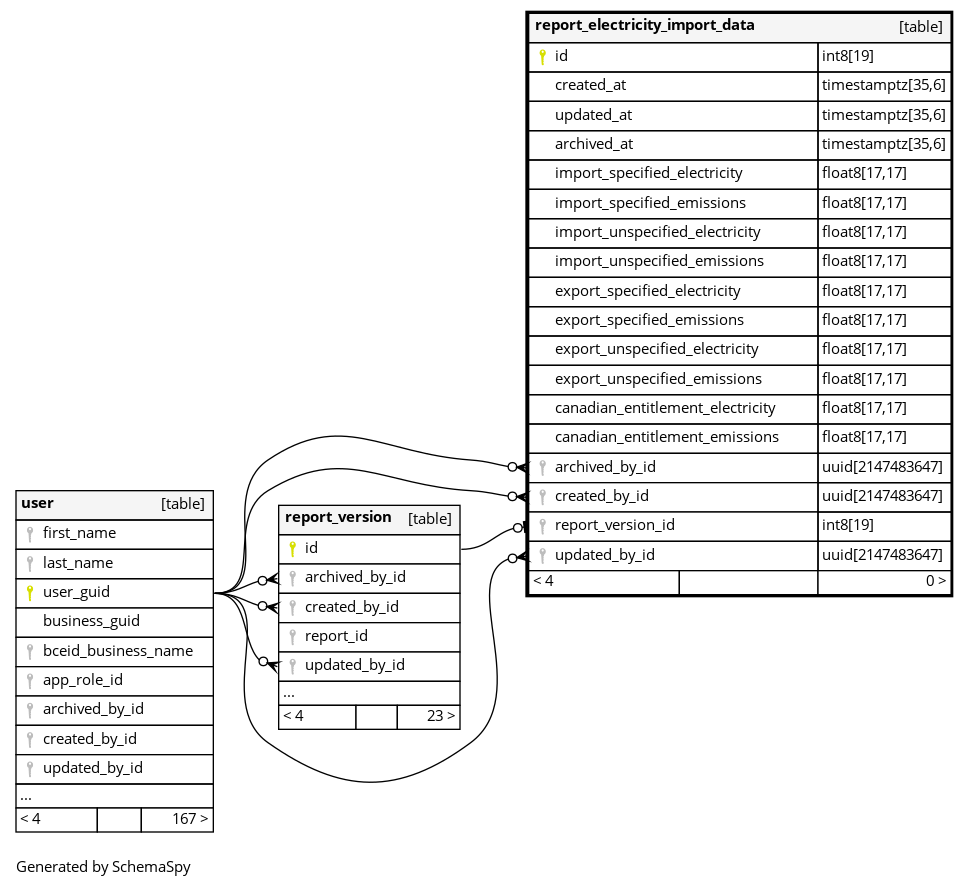 report_electricity_import_data [table]
id int8[19]
created_at timestamptz[35,6]
updated_at timestamptz[35,6]
archived_at timestamptz[35,6]
import_specified_electricity float8[17,17]
import_specified_emissions float8[17,17]
import_unspecified_electricity float8[17,17]
import_unspecified_emissions float8[17,17]
export_specified_electricity float8[17,17]
export_specified_emissions float8[17,17]
export_unspecified_electricity float8[17,17]
export_unspecified_emissions float8[17,17]
canadian_entitlement_electricity float8[17,17]
canadian_entitlement_emissions float8[17,17]
archived_by_id uuid[2147483647]
created_by_id uuid[2147483647]
report_version_id int8[19]
updated_by_id uuid[2147483647]
< 4 0 >
user [table]
first_name
last_name
user_guid
business_guid
bceid_business_name
app_role_id
archived_by_id
created_by_id
updated_by_id
...
< 4 167 >
report_version [table]
id
archived_by_id
created_by_id
report_id
updated_by_id
...
< 4 23 >
Generated by SchemaSpy